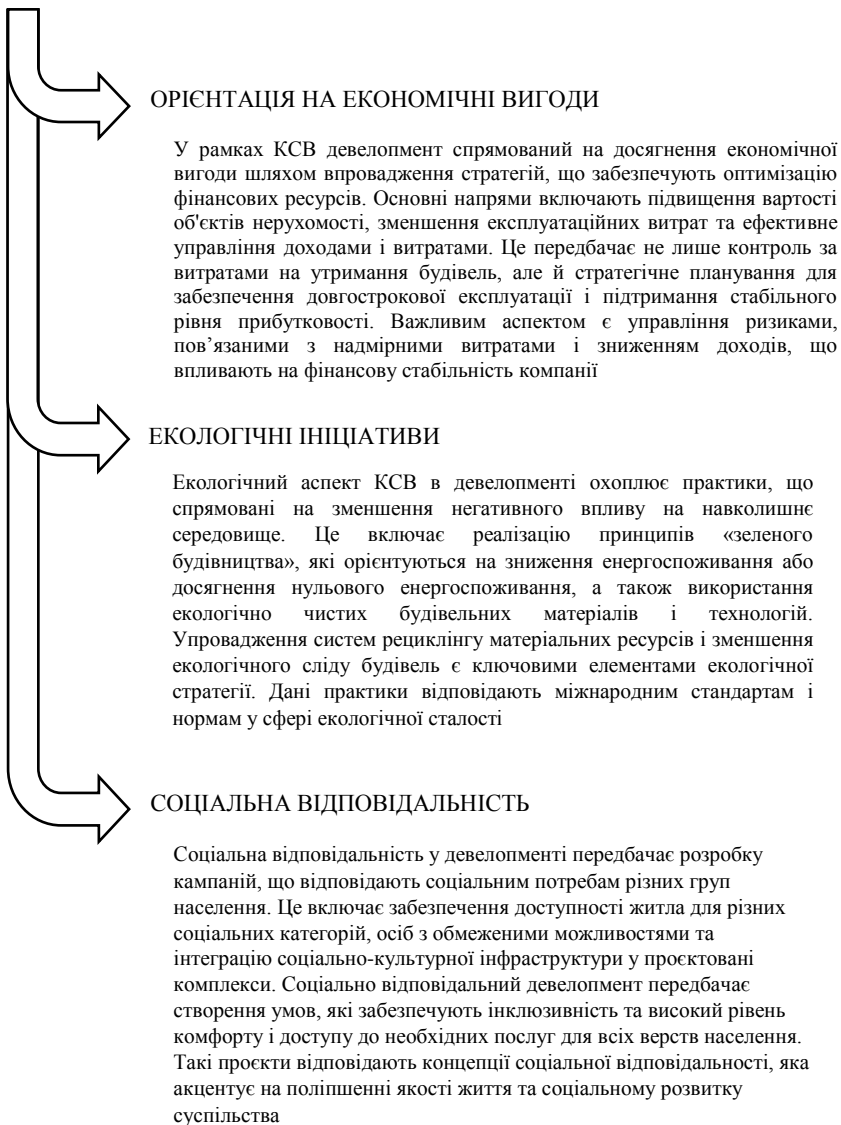 ОРІЄНТАЦІЯ НА ЕКОНОМІЧНІ ВИГОДИ
У рамках КСВ девелопмент спрямований на досягнення економічної
вигоди шляхом впровадження стратегій, що забезпечують оптимізацію
фінансових ресурсів. Основні напрями включають підвищення вартості
об'єктів нерухомості, зменшення експлуатаційних витрат та ефективне
управління доходами і витратами. Це передбачає не лише контроль за
витратами на утримання будівель, але й стратегічне планування для
забезпечення довгострокової експлуатації і підтримання стабільного
рівня прибутковості. Важливим аспектом є управління ризиками,
пов’язаними з надмірними витратами і зниженням доходів, що
впливають на фінансову стабільність компанії
ЕКОЛОГІЧНІ ІНІЦІАТИВИ
Екологічний аспект КСВ в девелопменті охоплює практики, що
спрямовані на зменшення негативного впливу на навколишнє
середовище. Це включає реалізацію принципів «зеленого
будівництва», які орієнтуються на зниження енергоспоживання або
досягнення нульового енергоспоживання, а також використання
екологічно чистих будівельних матеріалів і технологій.
Упровадження систем рециклінгу матеріальних ресурсів і зменшення
екологічного сліду будівель є ключовими елементами екологічної
стратегії. Дані практики відповідають міжнародним стандартам і
нормам у сфері екологічної сталості
СОЦІАЛЬНА ВІДПОВІДАЛЬНІСТЬ
Соціальна відповідальність у девелопменті передбачає розробку
кампаній, що відповідають соціальним потребам різних груп
населення. Це включає забезпечення доступності житла для різних
соціальних категорій, осіб з обмеженими можливостями та
інтеграцію соціально-культурної інфраструктури у проєктовані
комплекси. Соціально відповідальний девелопмент передбачає
створення умов, які забезпечують інклюзивність та високий рівень
комфорту і доступу до необхідних послуг для всіх верств населення.
Такі проєкти відповідають концепції соціальної відповідальності, яка
акцентує на поліпшенні якості життя та соціальному розвитку
суспільства